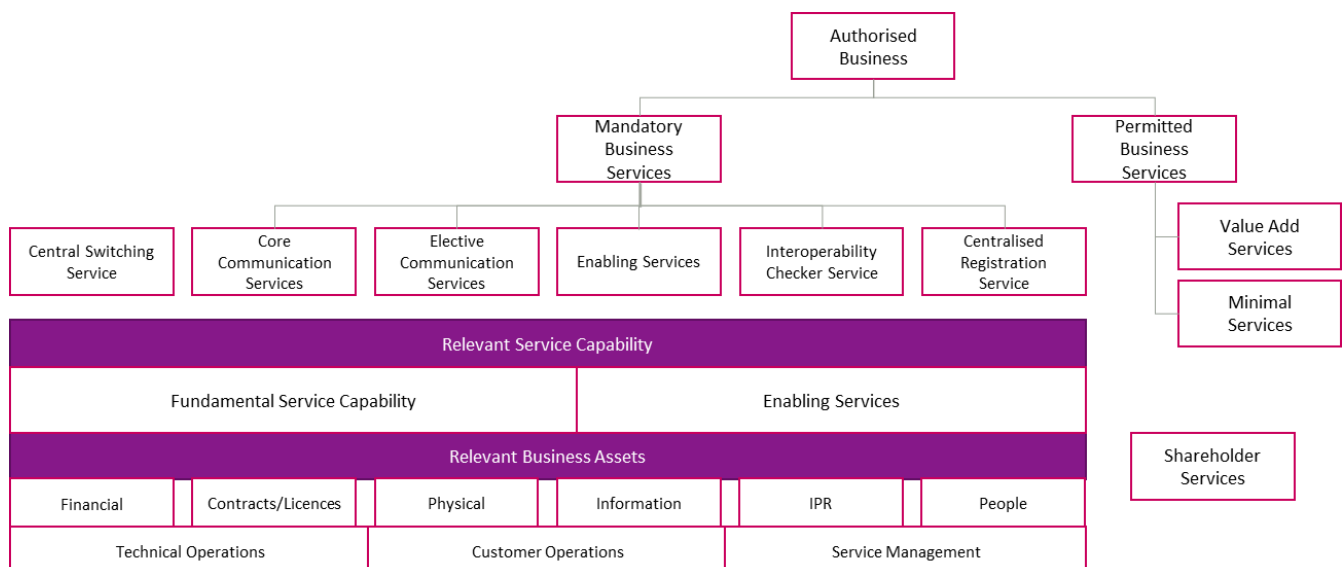 Authorised
Business
Mandatory
Business
Services
Permitted
Business
Services
Central Switching
Service
Core
Communication
Services
Elective
Communication
Services
Enabling Services
Interoperability
Checker Service
Centralised
Registration
Service
Value Add
Services
Minimal
Services
Relevant Service Capability
Fundamental Service Capability
Enabling Services
Relevant Business Assets
Shareholder
Services
Financial
Contracts/Licences
Physical
Information
IPR
People
Technical Operations
Customer Operations
Service Management